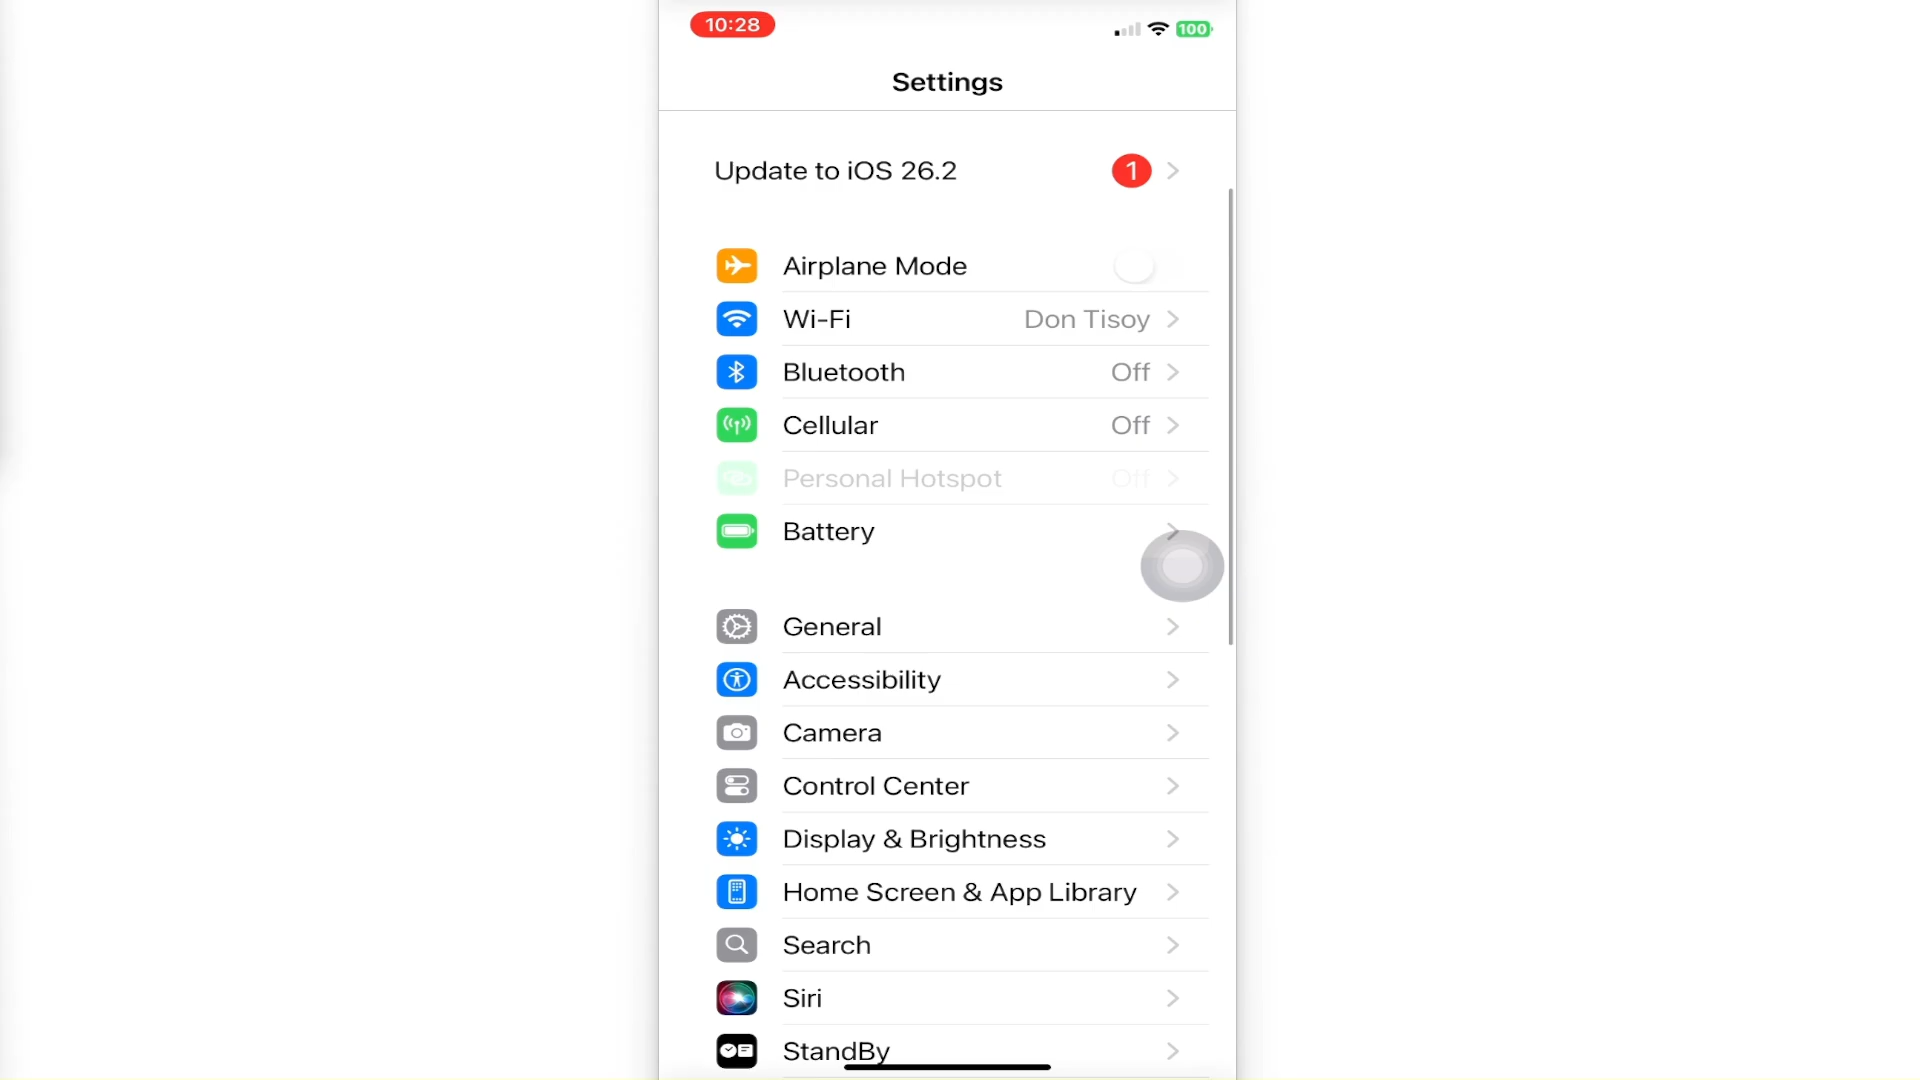 10:28
100
Settings
Update to iOS 26.2
1
Airplane Mode
Wi-Fi
Don Tisoy
Bluetooth
Off
Cellular
Off
Personal Hotspot
Off
Battery
General
Accessibility
Camera
Control Center
Display & Brightness
Home Screen & App Library
Search
Siri
StandBy